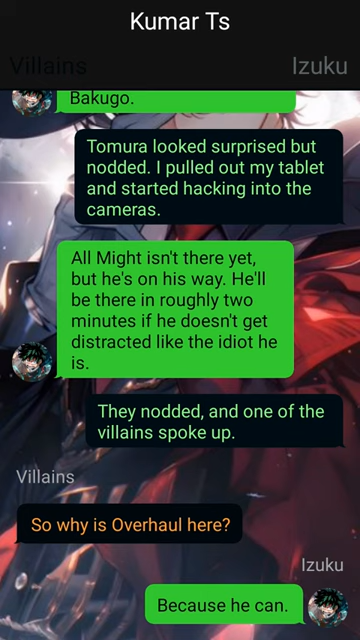 Kumar Ts
Villains
Izuku
Bakugo.
Tomura looked surprised but
nodded. I pulled out my tablet
and started hacking into the
cameras.
All Might isn't there yet,
but he's on his way. He'll
be there in roughly two
minutes if he doesn't get
distracted like the idiot he
is.
They nodded, and one of the
villains spoke up.
Villains
So why is Overhaul here?
Izuku
Because he can.